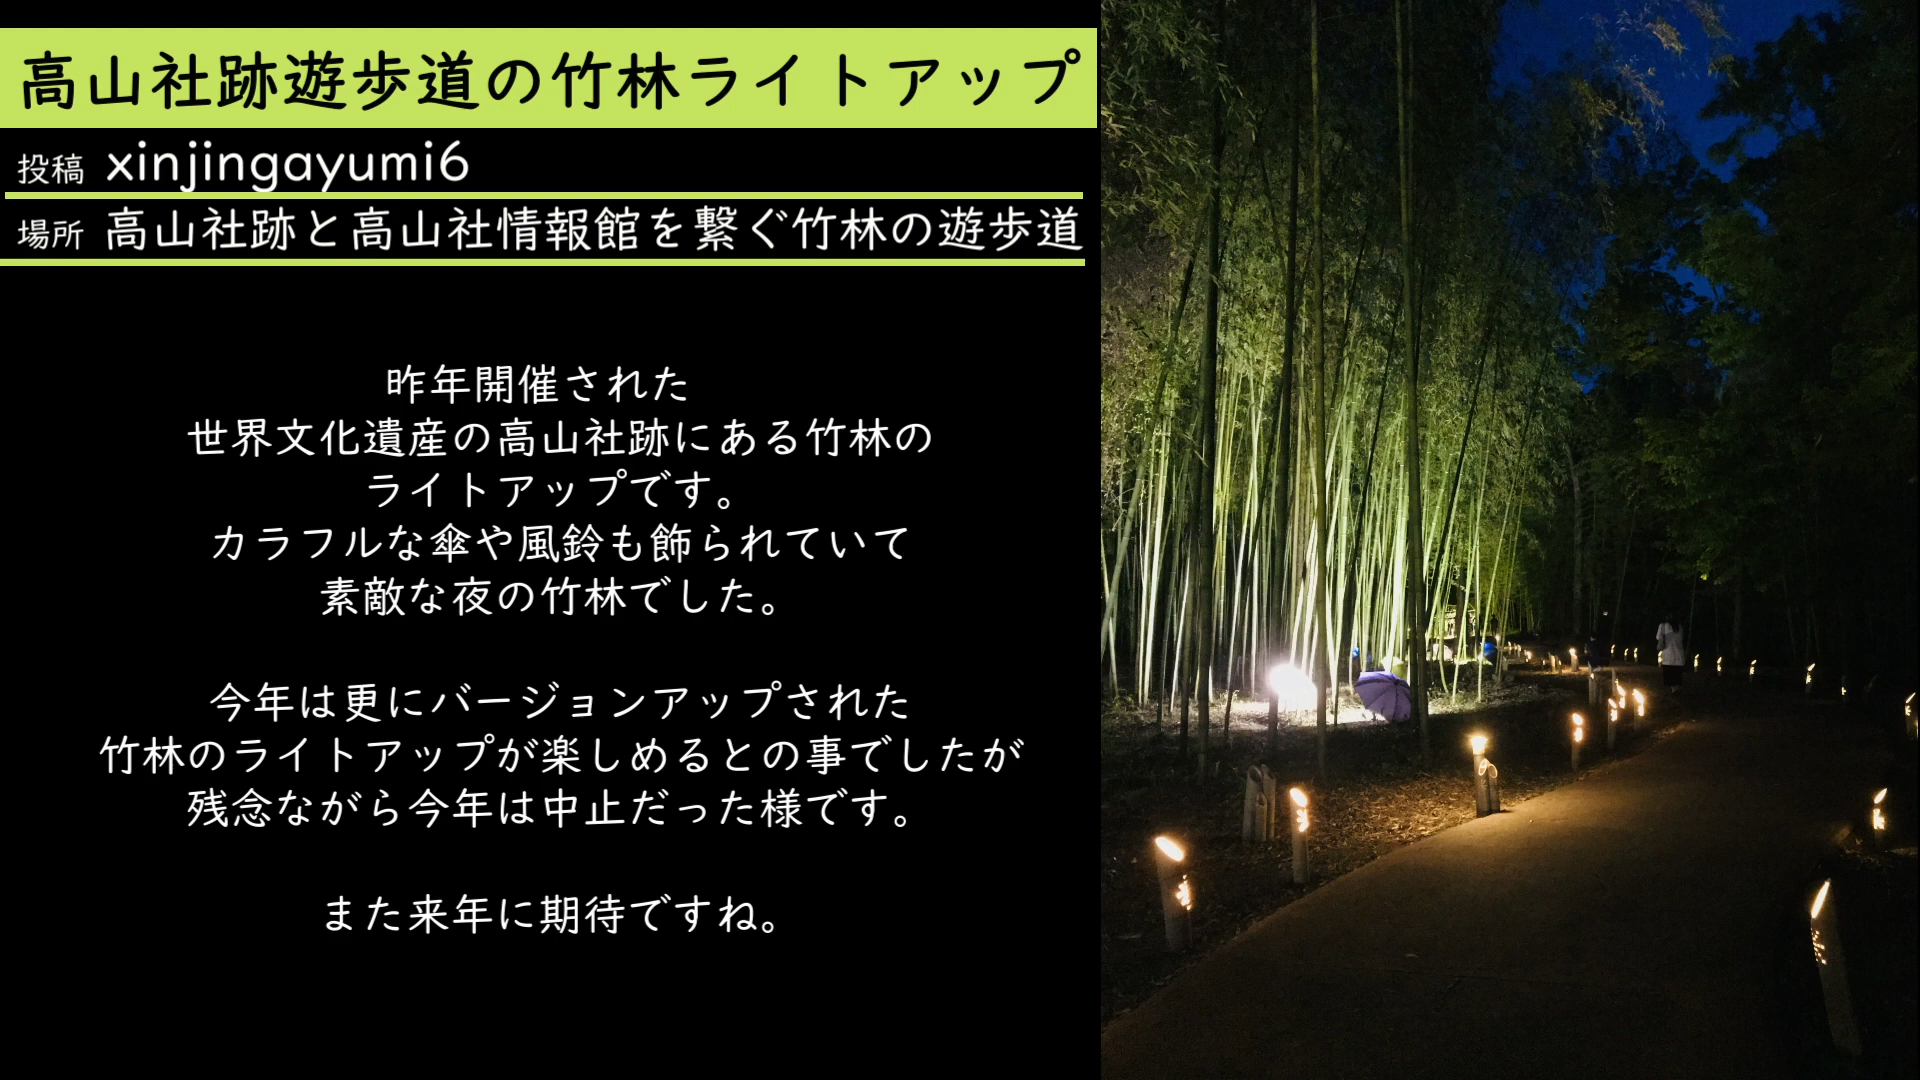 高山社跡遊歩道の竹林ライトアップ
投稿 xinjingayumi6
場所 高山社跡と高山社情報館を繋ぐ竹林の遊歩道
昨年開催された
世界文化遺産の高山社跡にある竹林の
ライトアップです。
カラフルな傘や風鈴も飾られていて
素敵な夜の竹林でした。
今年は更にバージョンアップされた
竹林のライトアップが楽しめるとの事でしたが
残念ながら今年は中止だった様です。
また来年に期待ですね。